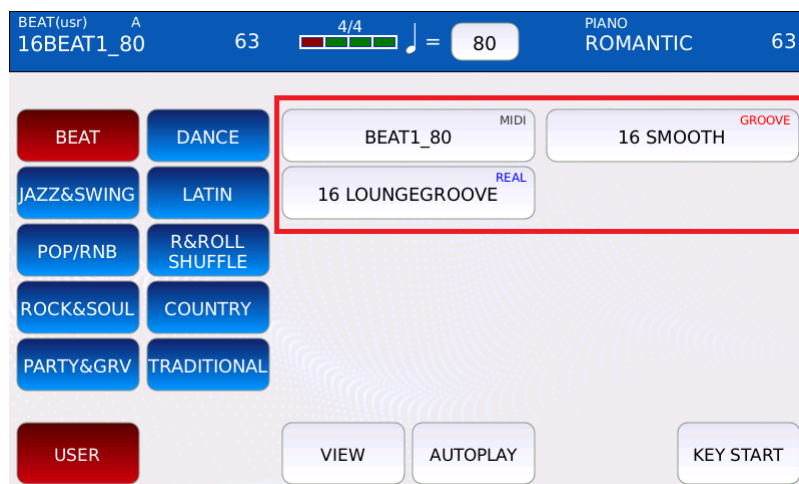 BEAT(usr) A
16BEAT1_80 63
4/4
= 80
PIANO
ROMANTIC 63
BEAT
DANCE
JAZZ&SWING
LATIN
POP/RNB
R&ROLL
SHUFFLE
ROCK&SOUL
COUNTRY
PARTY&GRV
TRADITIONAL
MIDI
BEAT1_80
GROOVE
16 SMOOTH
REAL
16 LOUNGEGROOVE
USER
VIEW
AUTOPLAY
KEY START